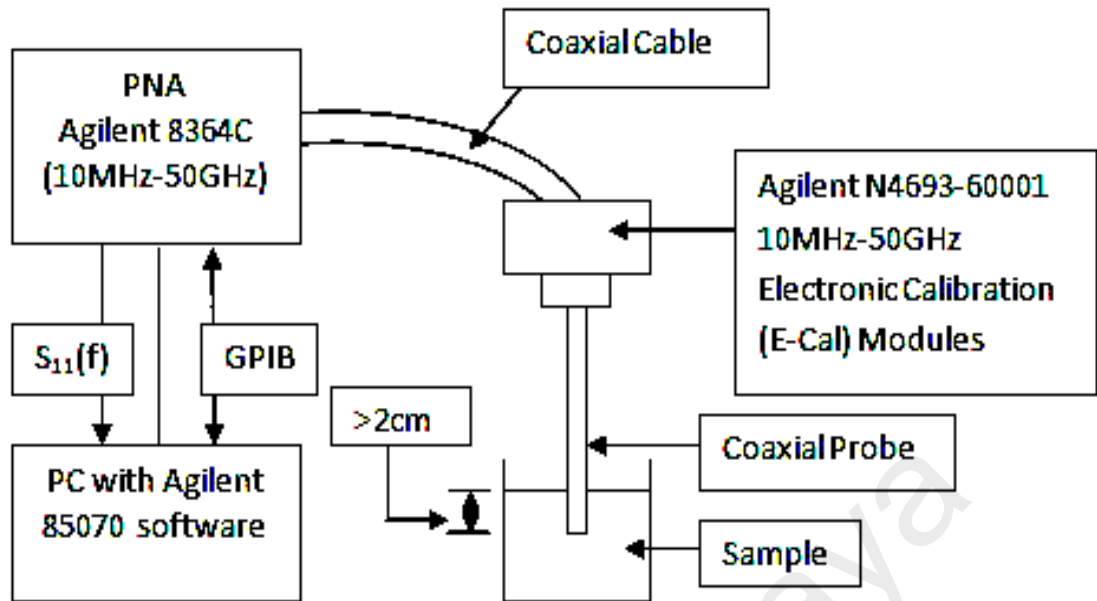 Coaxial Cable
PNA
Agilent 8364C
(10MHz-50GHz)
Agilent N4693-60001
10MHz-50GHz
Electronic Calibration
(E-Cal) Modules
S₁₁(f)
GPIB
>2cm
Coaxial Probe
PC with Agilent
85070 software
Sample
aya